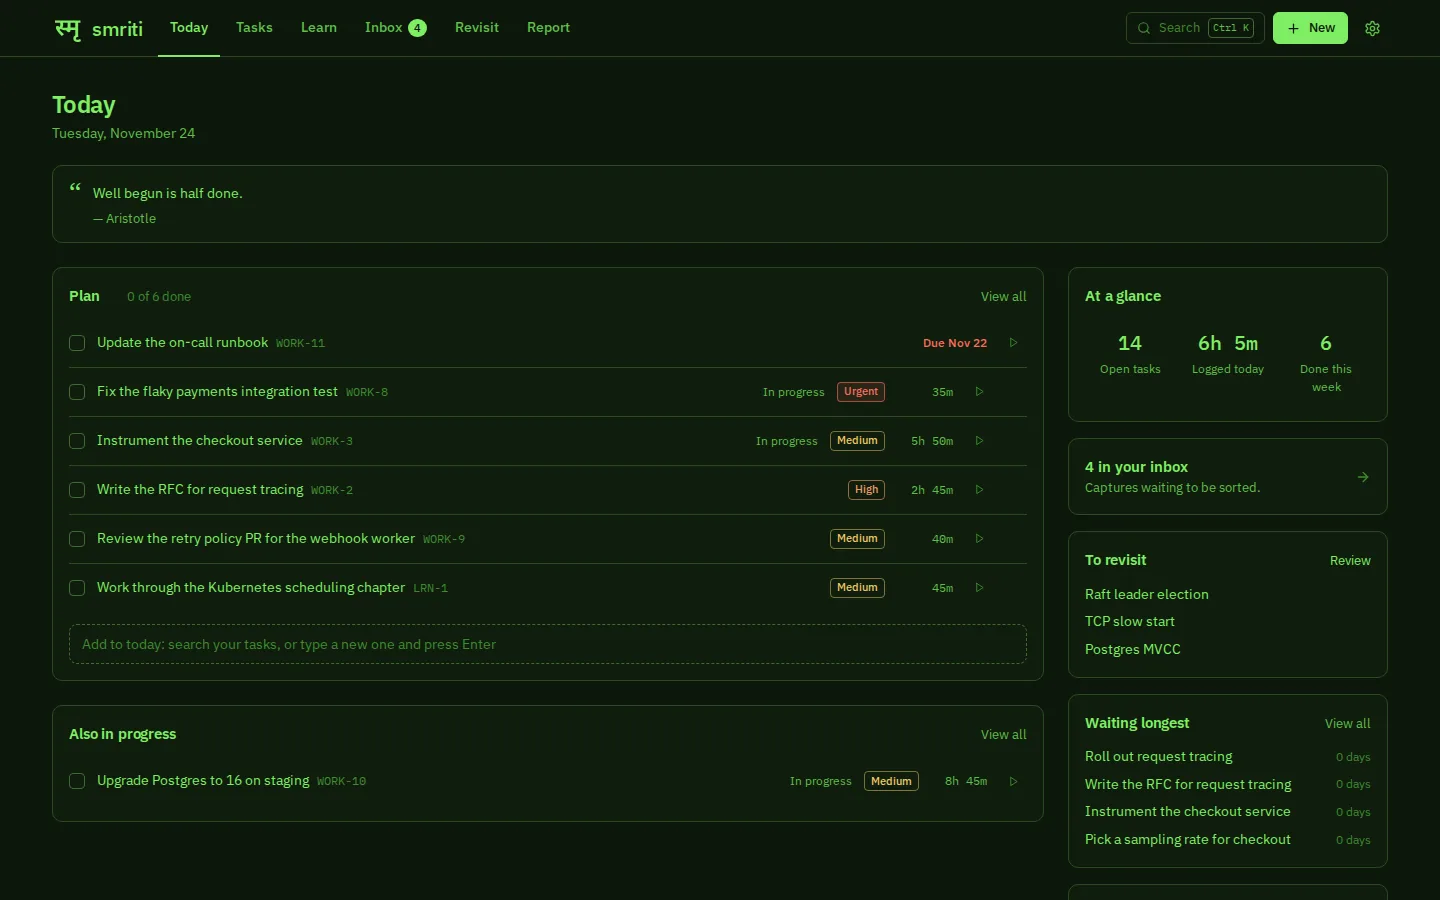 स्मृ smriti
Today
Tasks
Learn
Inbox 4
Revisit
Report
Search Ctrl K
New
Today
Tuesday, November 24
“ Well begun is half done.
— Aristotle
Plan 0 of 6 done View all
Update the on-call runbook WORK-11 Due Nov 22
Fix the flaky payments integration test WORK-8 In progress Urgent 35m
Instrument the checkout service WORK-3 In progress Medium 5h 50m
Write the RFC for request tracing WORK-2 High 2h 45m
Review the retry policy PR for the webhook worker WORK-9 Medium 40m
Work through the Kubernetes scheduling chapter LRN-1 Medium 45m
Add to today: search your tasks, or type a new one and press Enter
Also in progress View all
Upgrade Postgres to 16 on staging WORK-10 In progress Medium 8h 45m
At a glance
14 6h 5m 6
Open tasks Logged today Done this
week
4 in your inbox
Captures waiting to be sorted.
To revisit Review
Raft leader election
TCP slow start
Postgres MVCC
Waiting longest View all
Roll out request tracing 0 days
Write the RFC for request tracing 0 days
Instrument the checkout service 0 days
Pick a sampling rate for checkout 0 days